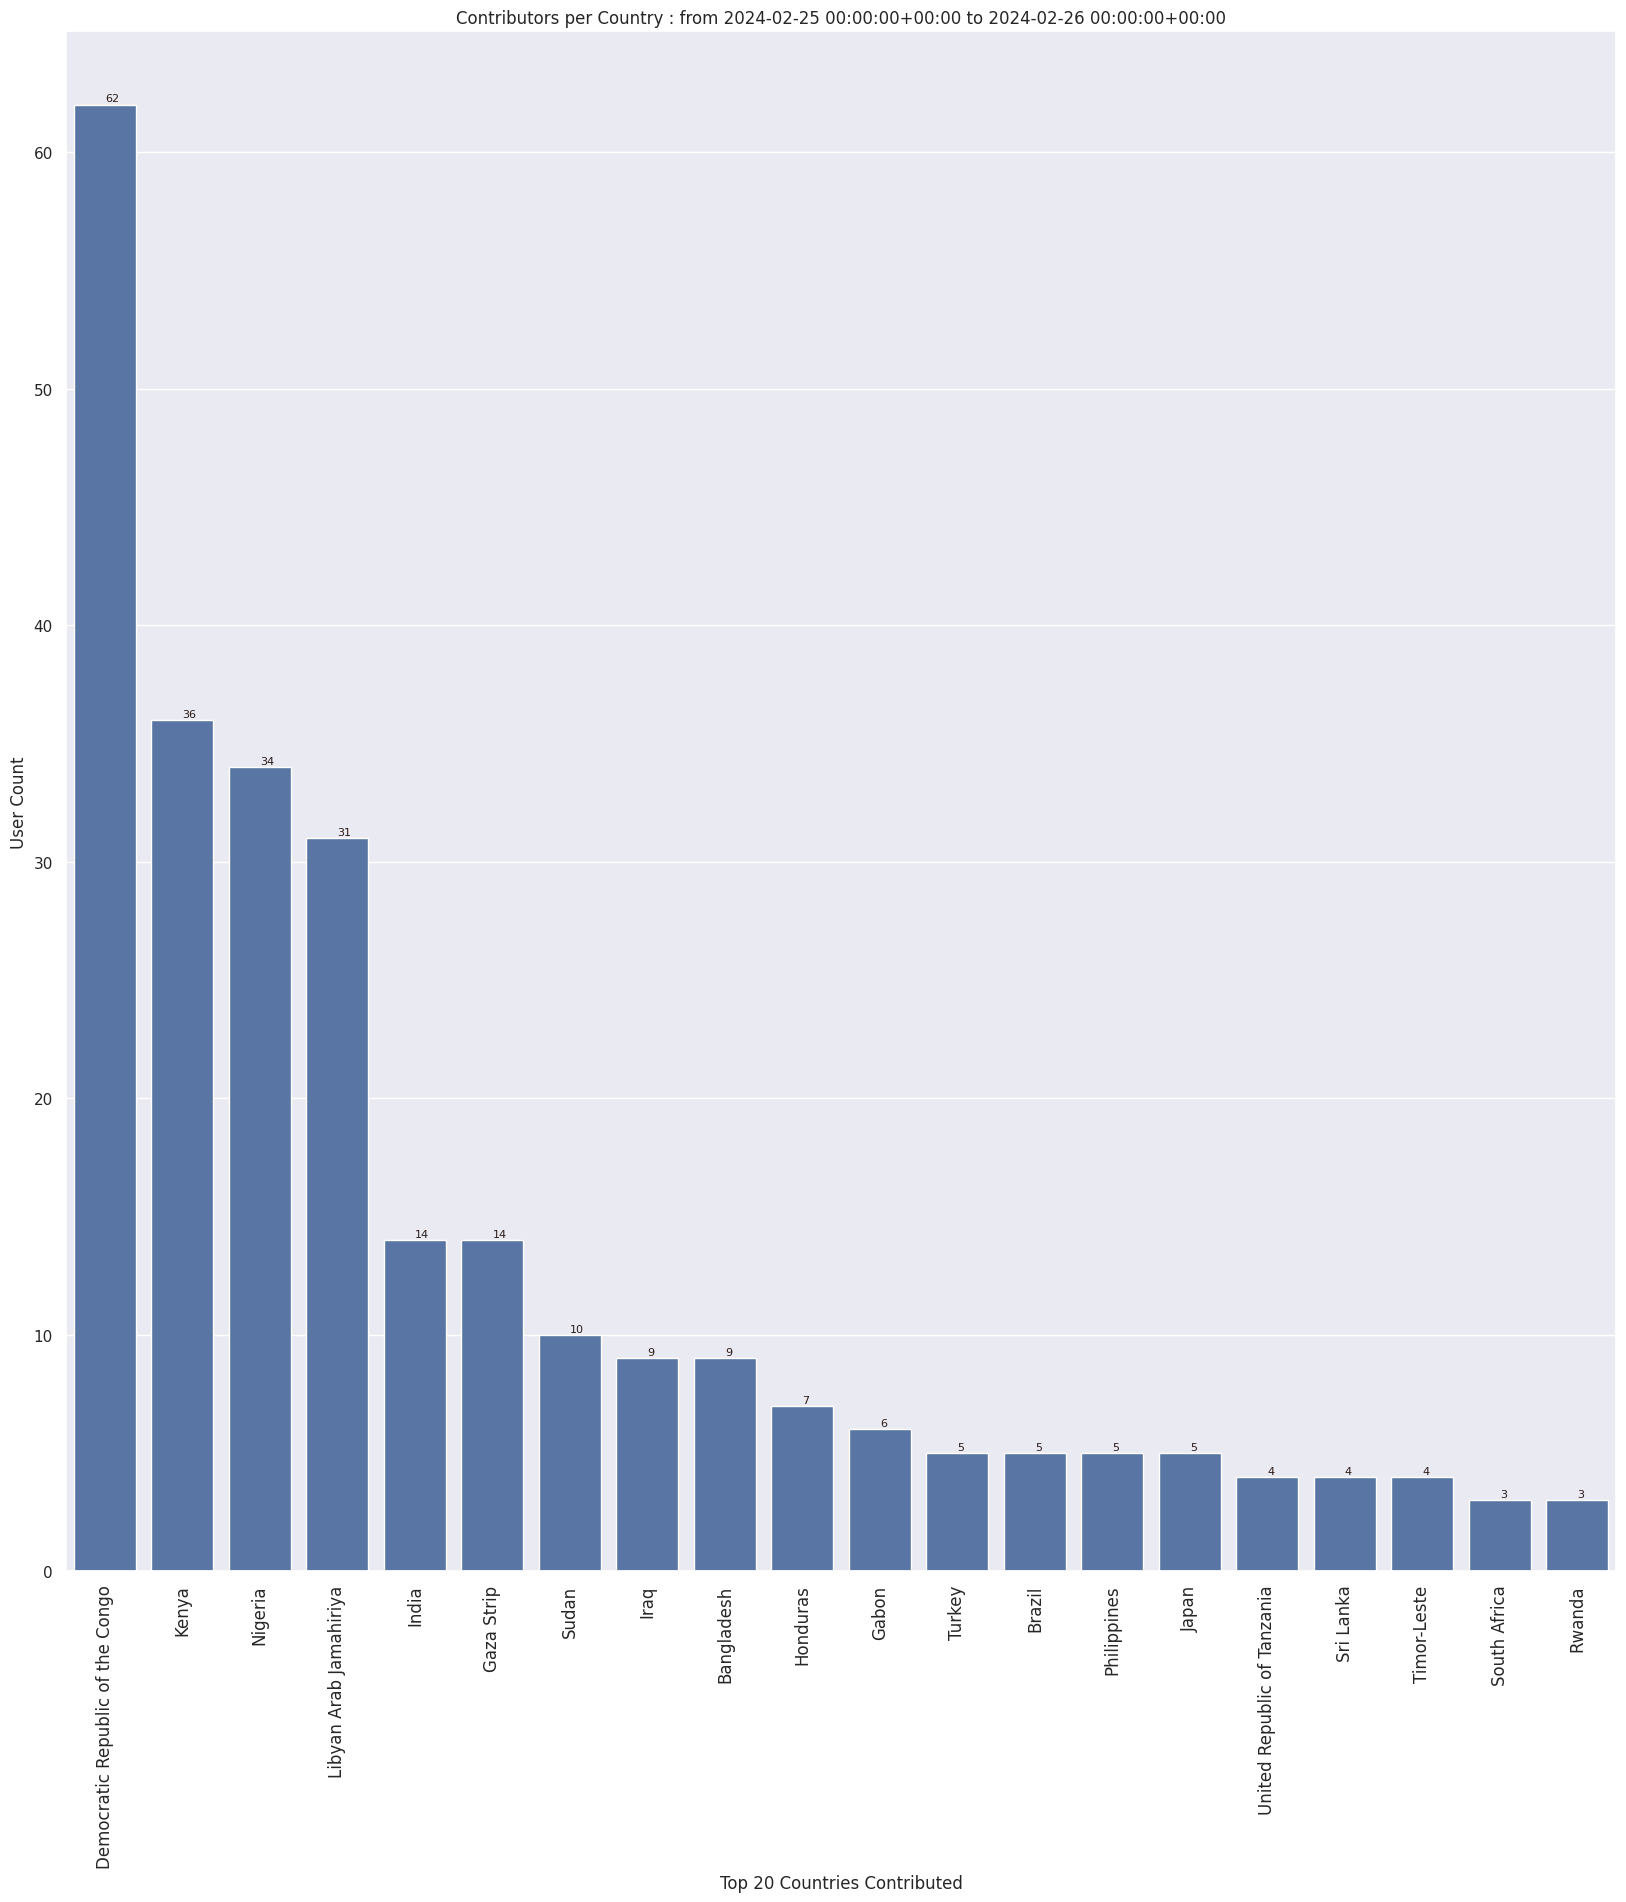 Contributors per Country : from 2024-02-25 00:00:00+00:00 to 2024-02-26 00:00:00+00:00
User Count
60
50
40
30
20
10
0
62
36
34
31
14
14
10
9
9
7
6
5
5
5
5
4
4
4
3
3
Democratic Republic of the Congo
Kenya
Nigeria
Libyan Arab Jamahiriya
India
Gaza Strip
Sudan
Iraq
Bangladesh
Honduras
Gabon
Turkey
Brazil
Philippines
Japan
United Republic of Tanzania
Sri Lanka
Timor-Leste
South Africa
Rwanda
Top 20 Countries Contributed